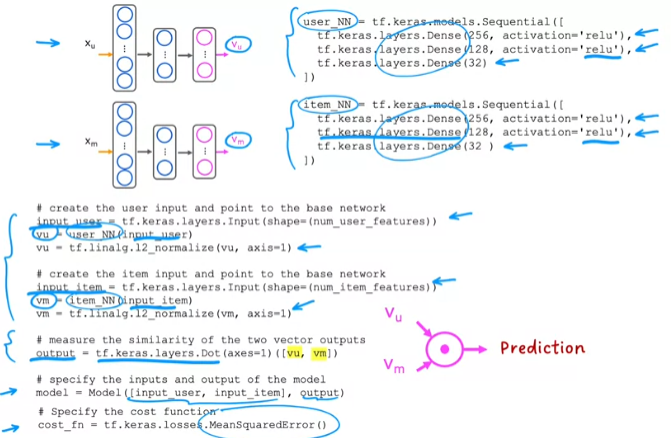 x_u
v_u
user_NN = tf.keras.models.Sequential([
tf.keras.layers.Dense(256, activation='relu'),
tf.keras.layers.Dense(128, activation='relu'),
tf.keras.layers.Dense(32)
])
x_m
v_m
item_NN = tf.keras.models.Sequential([
tf.keras.layers.Dense(256, activation='relu'),
tf.keras.layers.Dense(128, activation='relu'),
tf.keras.layers.Dense(32 )
])
# create the user input and point to the base network
input_user = tf.keras.layers.Input(shape=(num_user_features))
vu = user_NN(input_user)
vu = tf.linalg.l2_normalize(vu, axis=1)
# create the item input and point to the base network
input_item = tf.keras.layers.Input(shape=(num_item_features))
vm = item_NN(input_item)
vm = tf.linalg.l2_normalize(vm, axis=1)
# measure the similarity of the two vector outputs
output = tf.keras.layers.Dot(axes=1)([vu, vm])
# specify the inputs and output of the model
model = Model([input_user, input_item], output)
# Specify the cost function
cost_fn = tf.keras.losses.MeanSquaredError()
V_u
V_m
Prediction